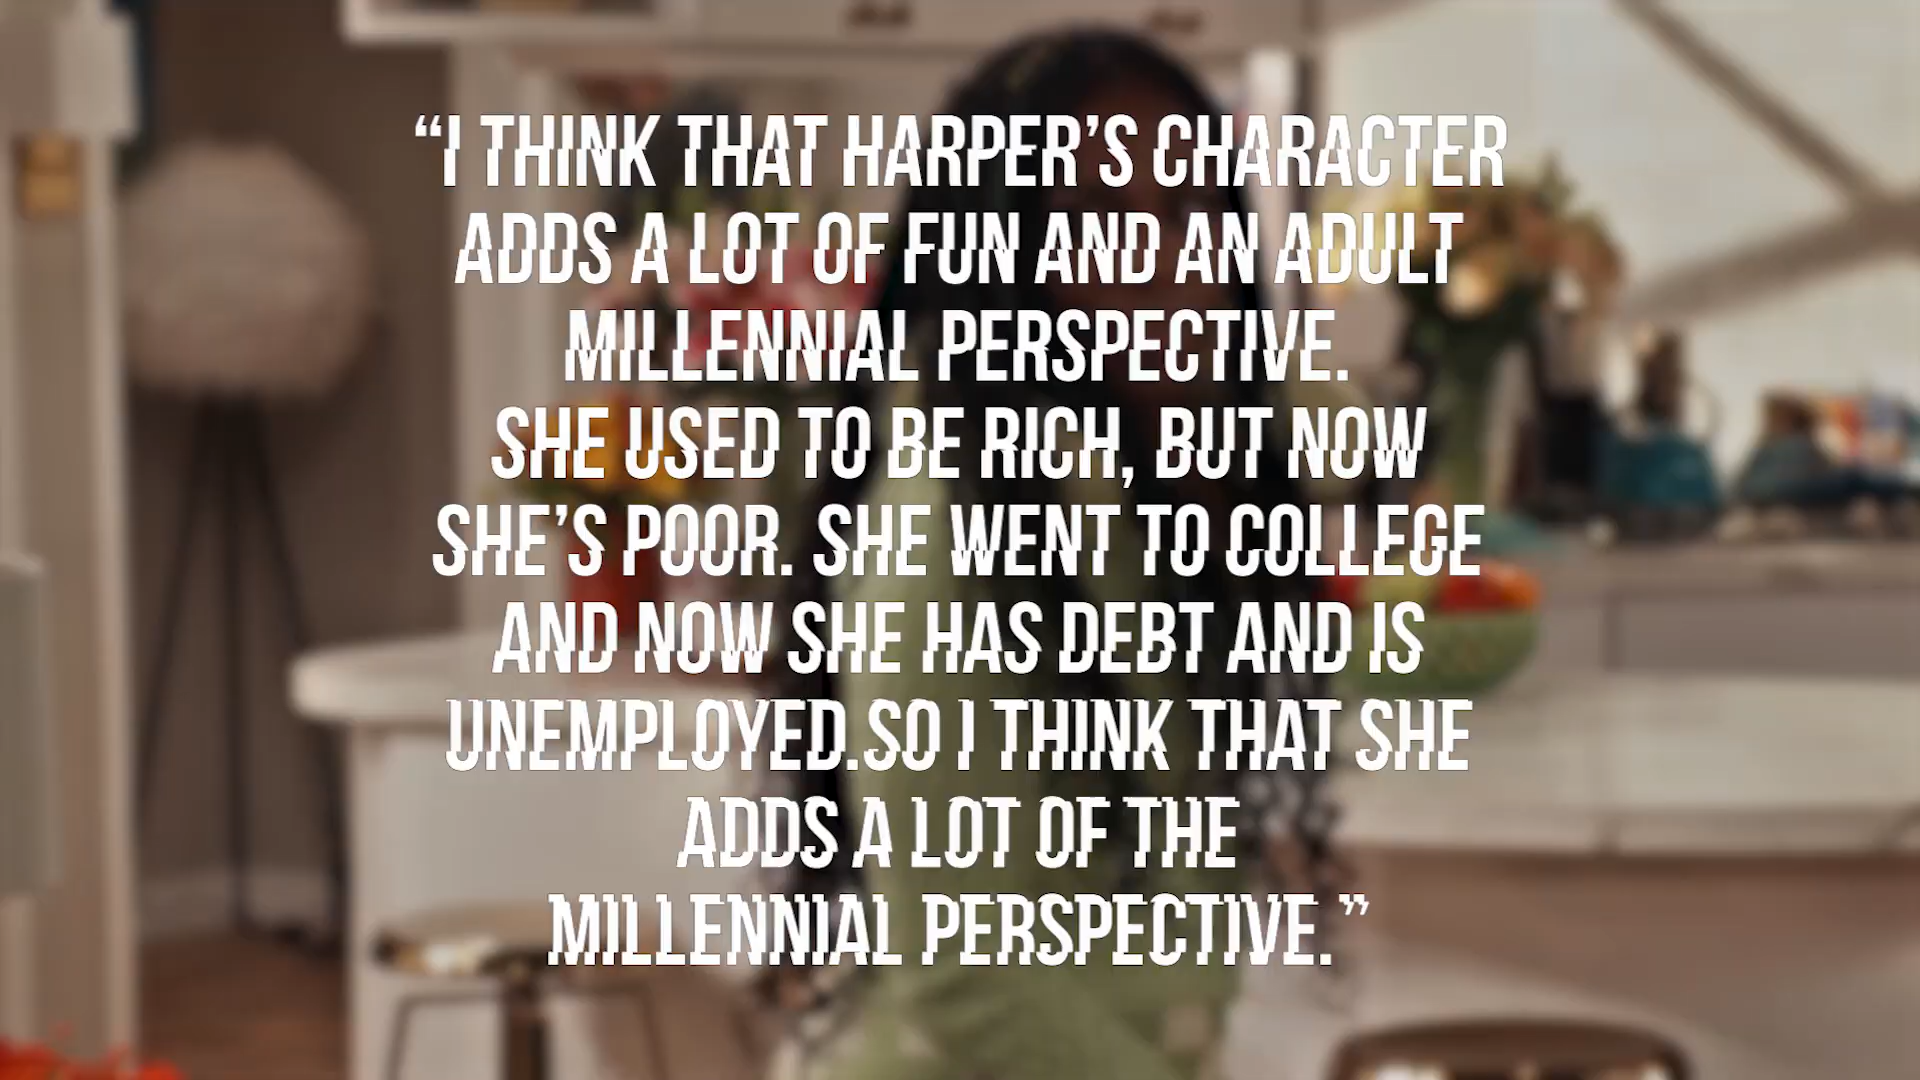 “I THINK THAT HARPER’S CHARACTER
ADDS A LOT OF FUN AND AN ADULT
MILLENNIAL PERSPECTIVE.
SHE USED TO BE RICH, BUT NOW
SHE’S POOR. SHE WENT TO COLLEGE
AND NOW SHE HAS DEBT AND IS
UNEMPLOYED.SO I THINK THAT SHE
ADDS A LOT OF THE
MILLENNIAL PERSPECTIVE.”